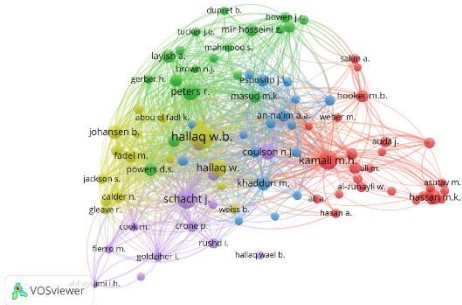 dupret b.
bowen j.
tucker j.e.
mir-hosseini z.
mahmood s.
layish a.
brown n.j.
salun a.
gerber h.
esposito j.l.
peters r.
masud m.k.
hooker m.b.
abou el fadl k.
an-na'im a.a.
weber m.
johansen b.
hallaq w.b.
auda j.
coulson n.j.
fadel m.
kamali m.h.
powers d.s.
hallaq w.
ali m.
jackson s.
khadduri m.
al-zuhayli w.
asutay m.
calder n.
schacht j.
ali a.
hassan m.k.
gleave r.
weiss b.
hasan a.
cook m.
crone p.
fierro m.
rushd i.
goldziher i.
hallaq wael b.
VOSviewer